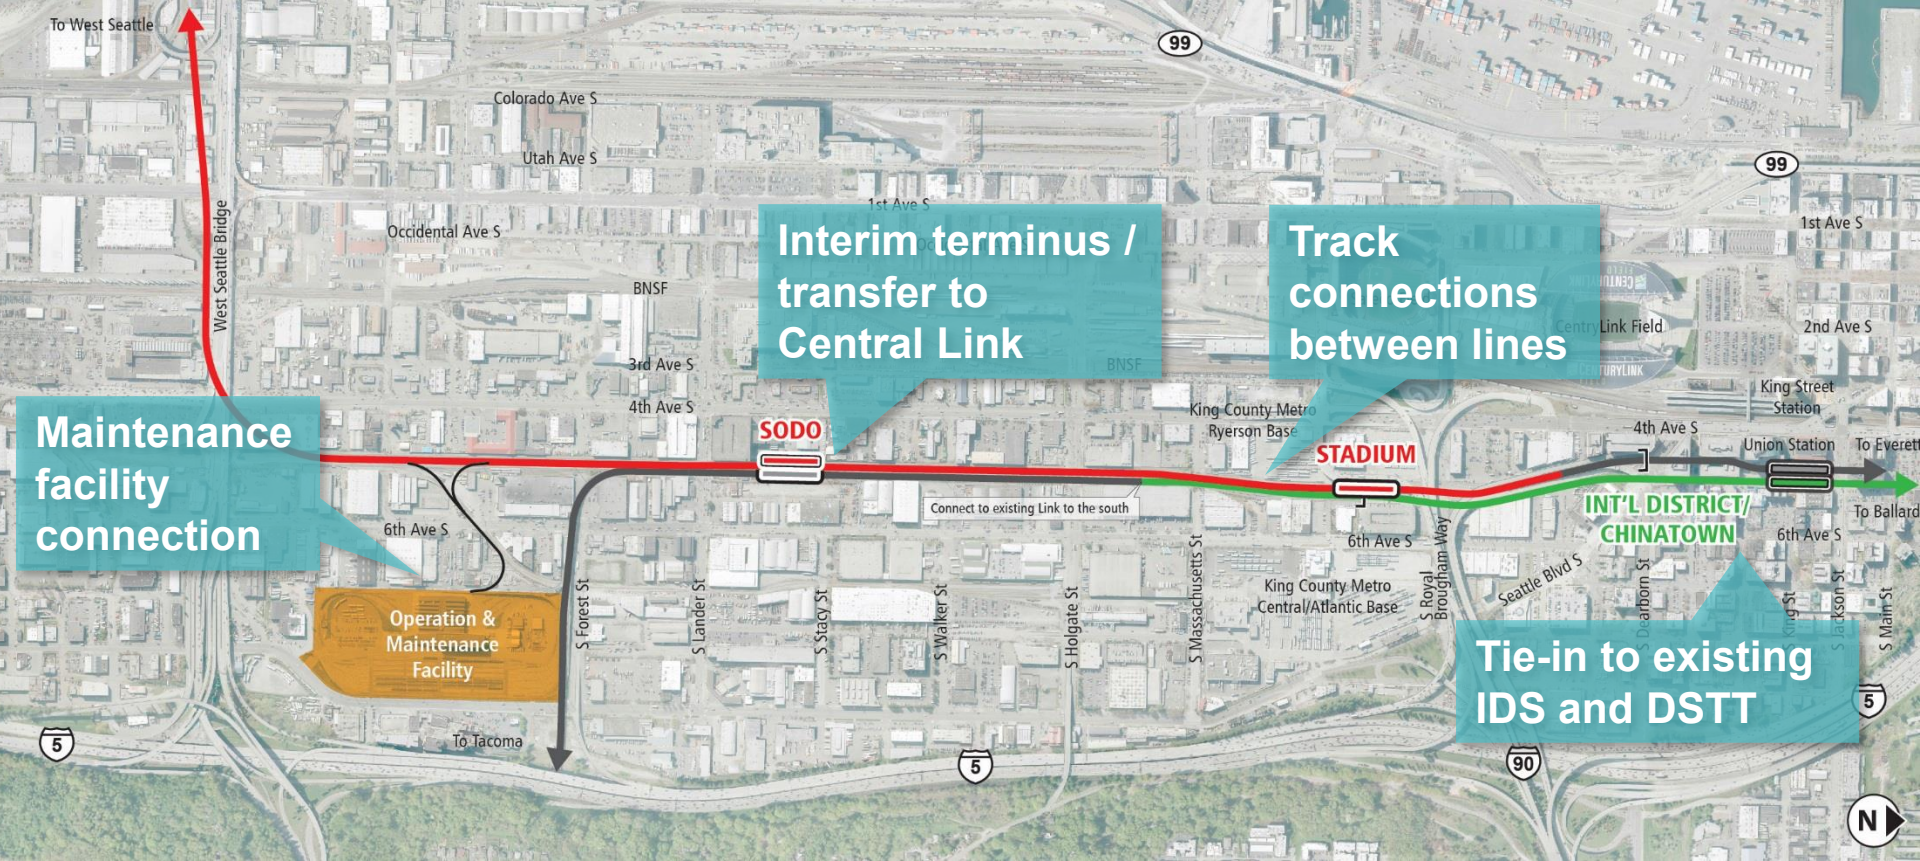 To West Seattle
99
Colorado Ave S
Utah Ave S
99
1st Ave S
1st Ave S
Occidental Ave S
West Seattle Bridge
Interim terminus /
transfer to
Central Link
Track
connections
between lines
BNSF
CENTURYLINK
FIELD
CentryLink Field
2nd Ave S
3rd Ave S
BNSF
CENTURYLINK
King Street
Station
4th Ave S
King County Metro
Ryerson Base
4th Ave S
Union Station
To Everett
Maintenance
facility
connection
SODO
STADIUM
INT'L DISTRICT/
CHINATOWN
To Ballard
Connect to existing Link to the south
6th Ave S
6th Ave S
6th Ave S
King County Metro
Central/Atlantic Base
S Royal
Brougham Way
Seattle Blvd S
S Forest St
S Lander St
S Stacy St
S Walker St
S Holgate St
S Massachusetts St
S Dearborn St
S King St
S Jackson St
S Main St
Operation &
Maintenance
Facility
Tie-in to existing
IDS and DSTT
To Tacoma
5
5
90
5
N